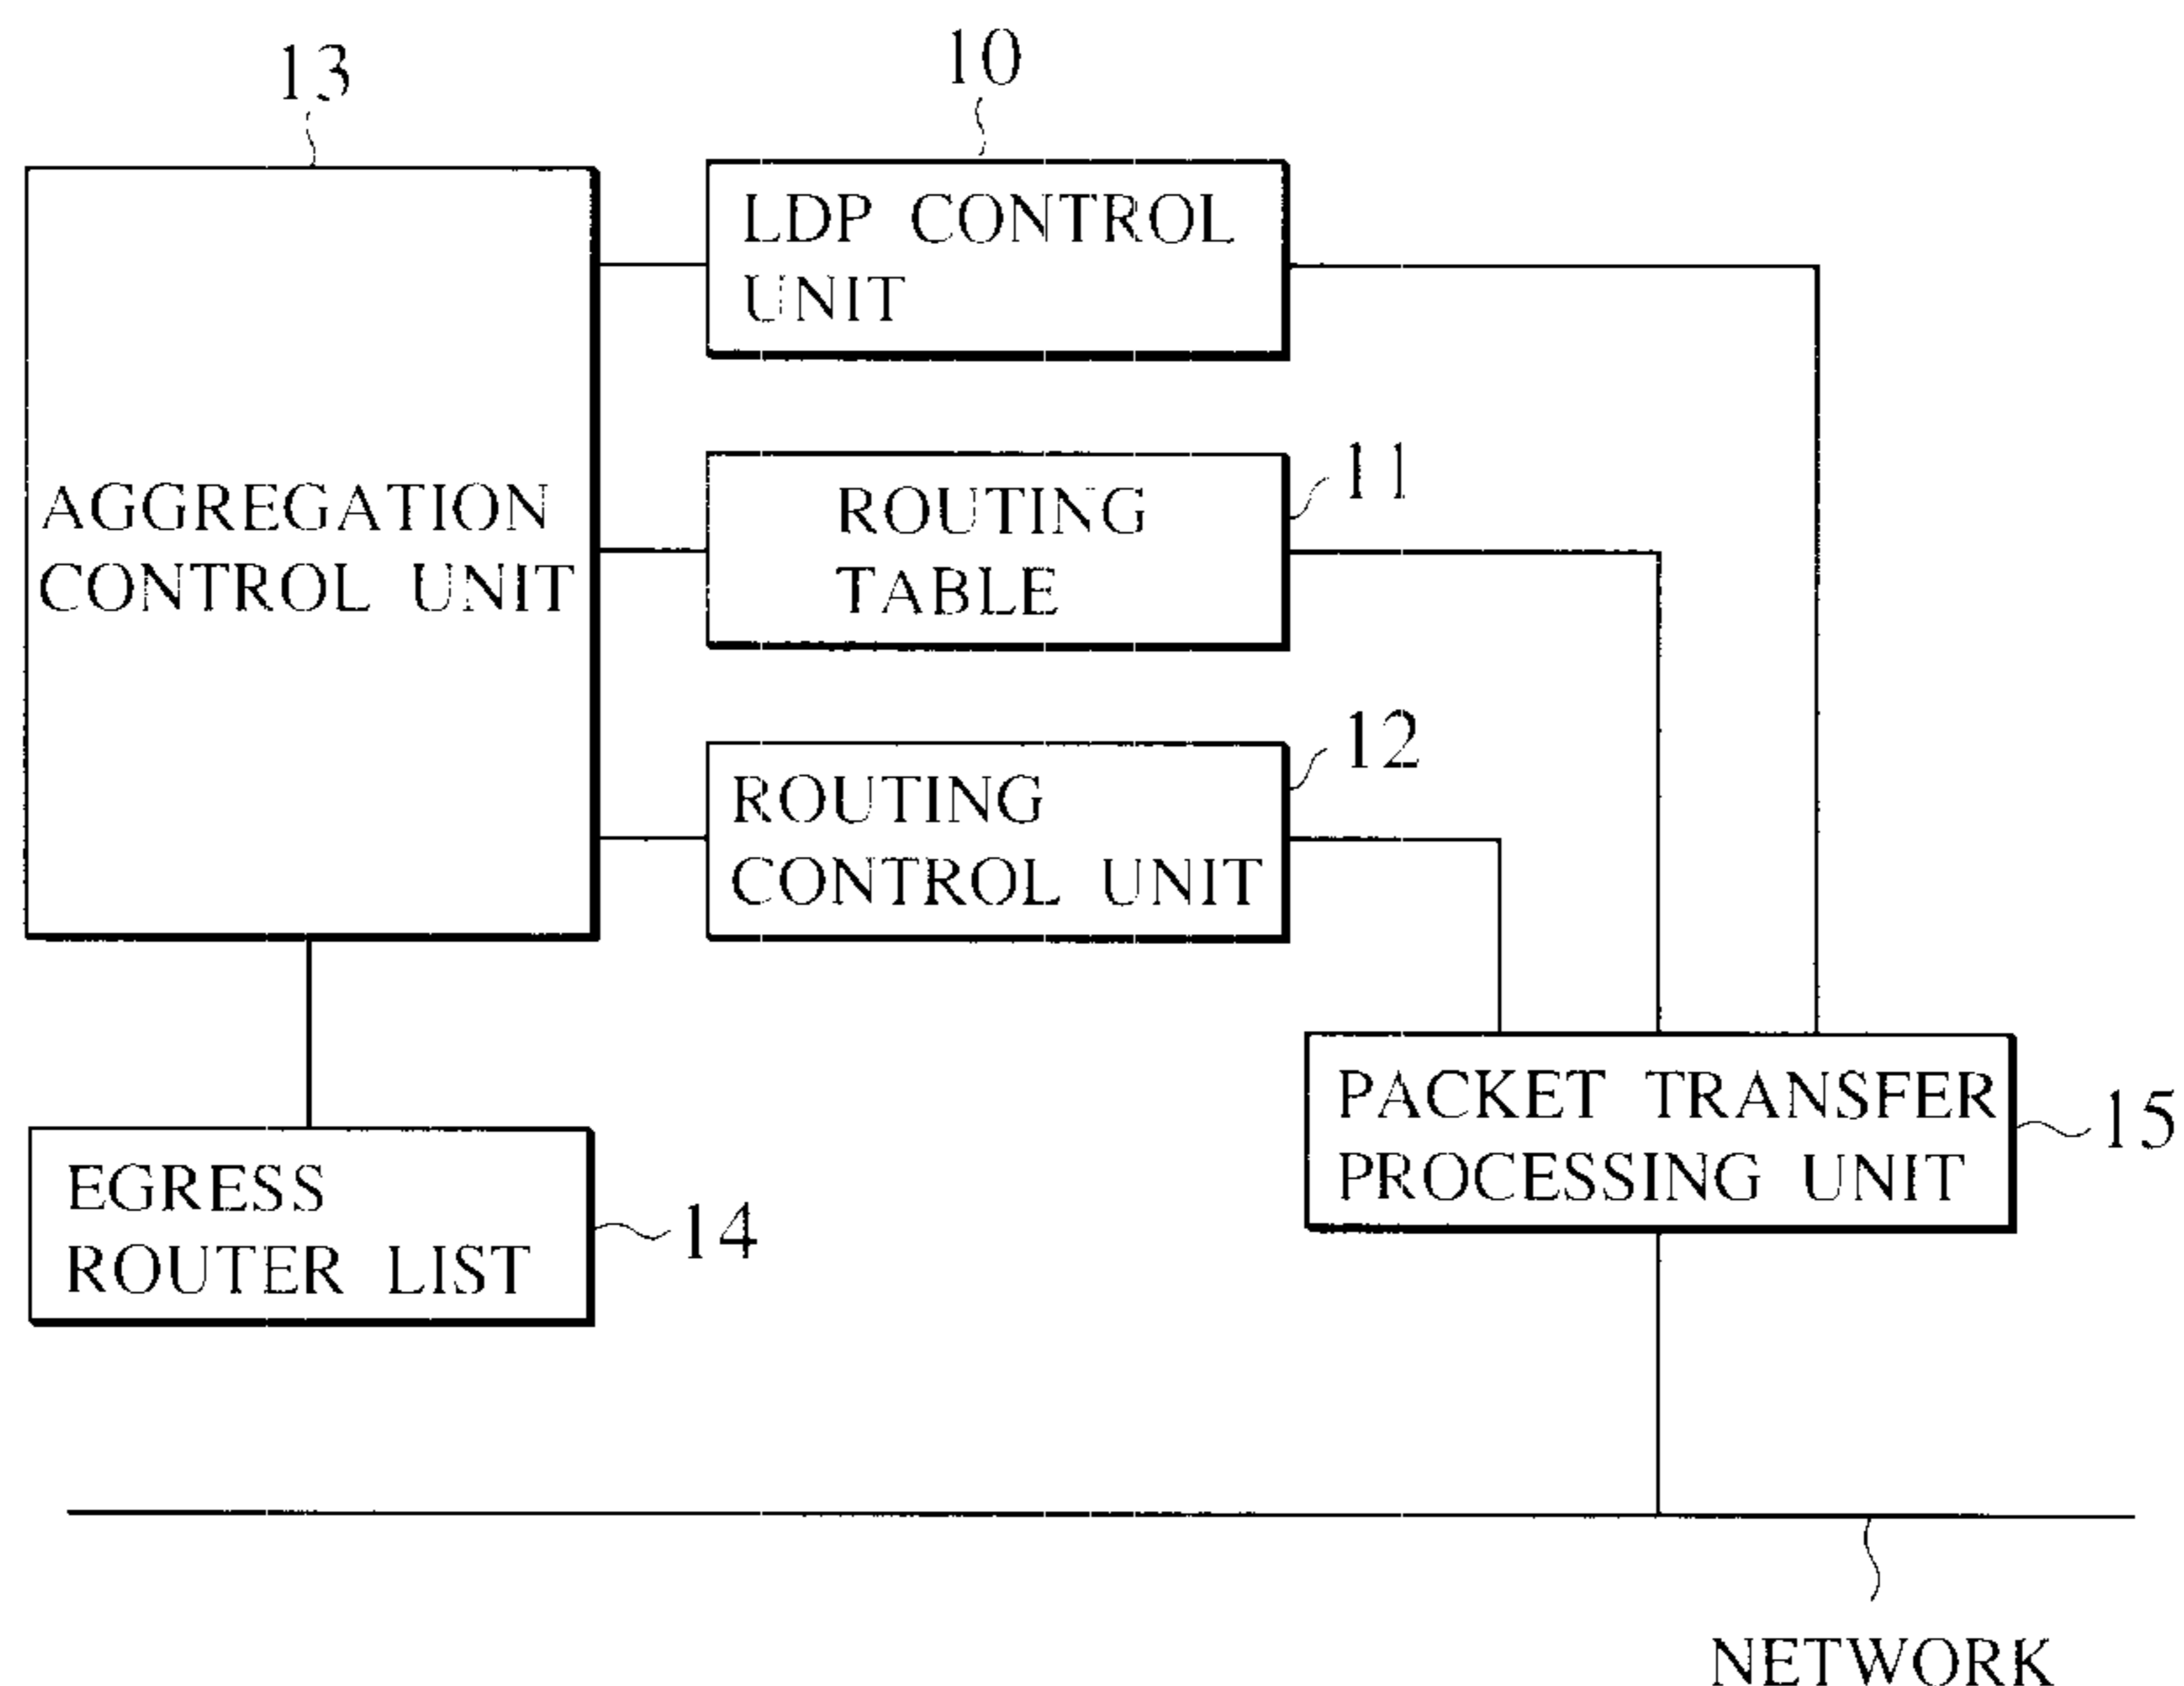 13
10
LDP CONTROL
UNIT
11
ROUTING
TABLE
AGGREGATION
CONTROL UNIT
12
ROUTING
CONTROL UNIT
PACKET TRANSFER
PROCESSING UNIT
15
EGRESS
ROUTER LIST
14
NETWORK